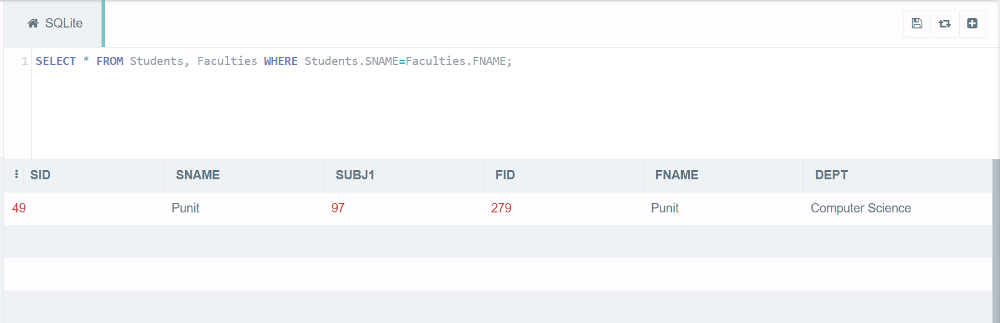 SQLite
1 SELECT * FROM Students, Faculties WHERE Students.SNAME=Faculties.FNAME;
SID SNAME SUBJ1 FID FNAME DEPT
49 Punit 97 279 Punit Computer Science